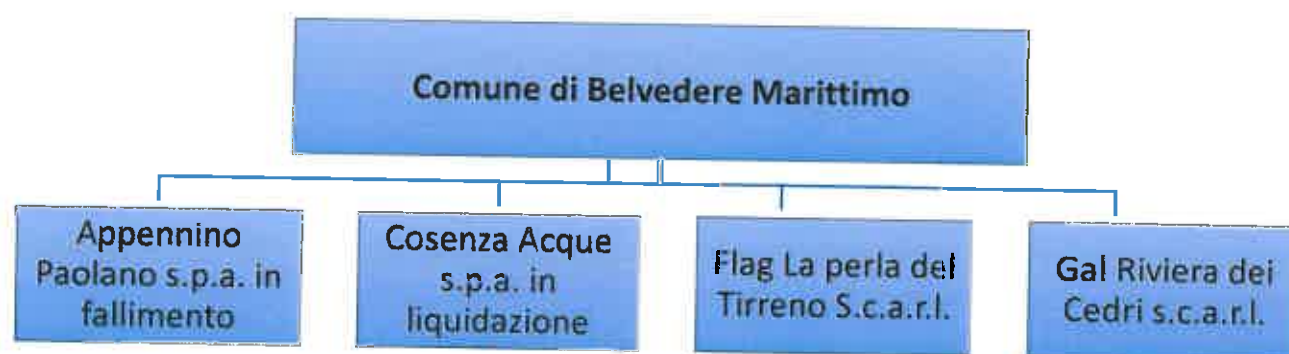 Comune di Belvedere Marittimo
Appennino
Paolano s.p.a. in
fallimento
Cosenza Acque
s.p.a. in
liquidazione
Flag La perla del
Tirreno S.c.a.r.l.
Gal Riviera dei
Cedri s.c.a.r.l.